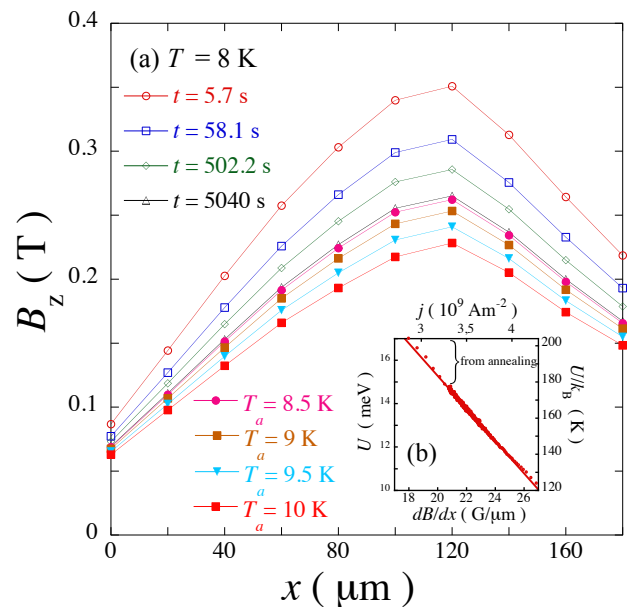 0.4
0.3
0.2
0.1
0
B_z ( T )
(a) T = 8 K
t = 5.7 s
t = 58.1 s
t = 502.2 s
t = 5040 s
T_a = 8.5 K
T_a = 9 K
T_a = 9.5 K
T_a = 10 K
j ( 10^9 Am^-2 )
3 4
from annealing
16
14
12
10
U ( meV )
200
180
160
140
120
U/k_B (K)
(b)
18 20 22 24 26
dB/dx ( G/μm )
0 40 80 120 160
x ( μm )